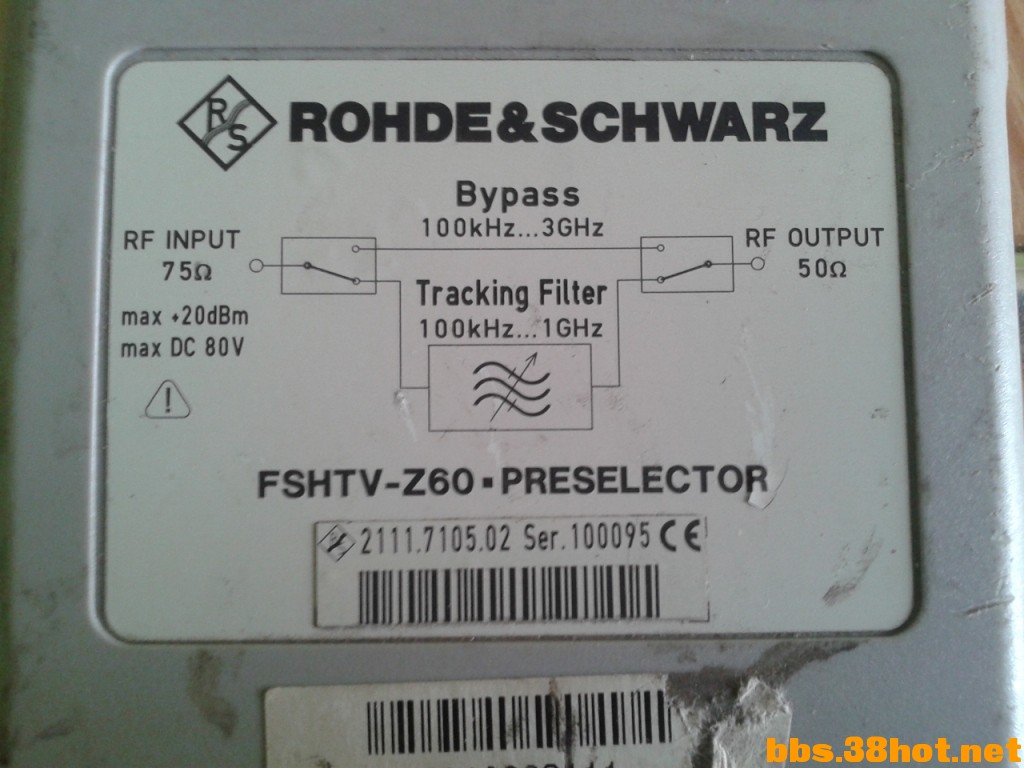 R S ROHDE&SCHWARZ
Bypass
100kHz...3GHz
RF INPUT
75Ω
RF OUTPUT
50Ω
Tracking Filter
100kHz...1GHz
max +20dBm
max DC 80V
!
FSHTV-Z60▪PRESELECTOR
2111.7105.02 Ser.100095 CE
bbs.38hot.net